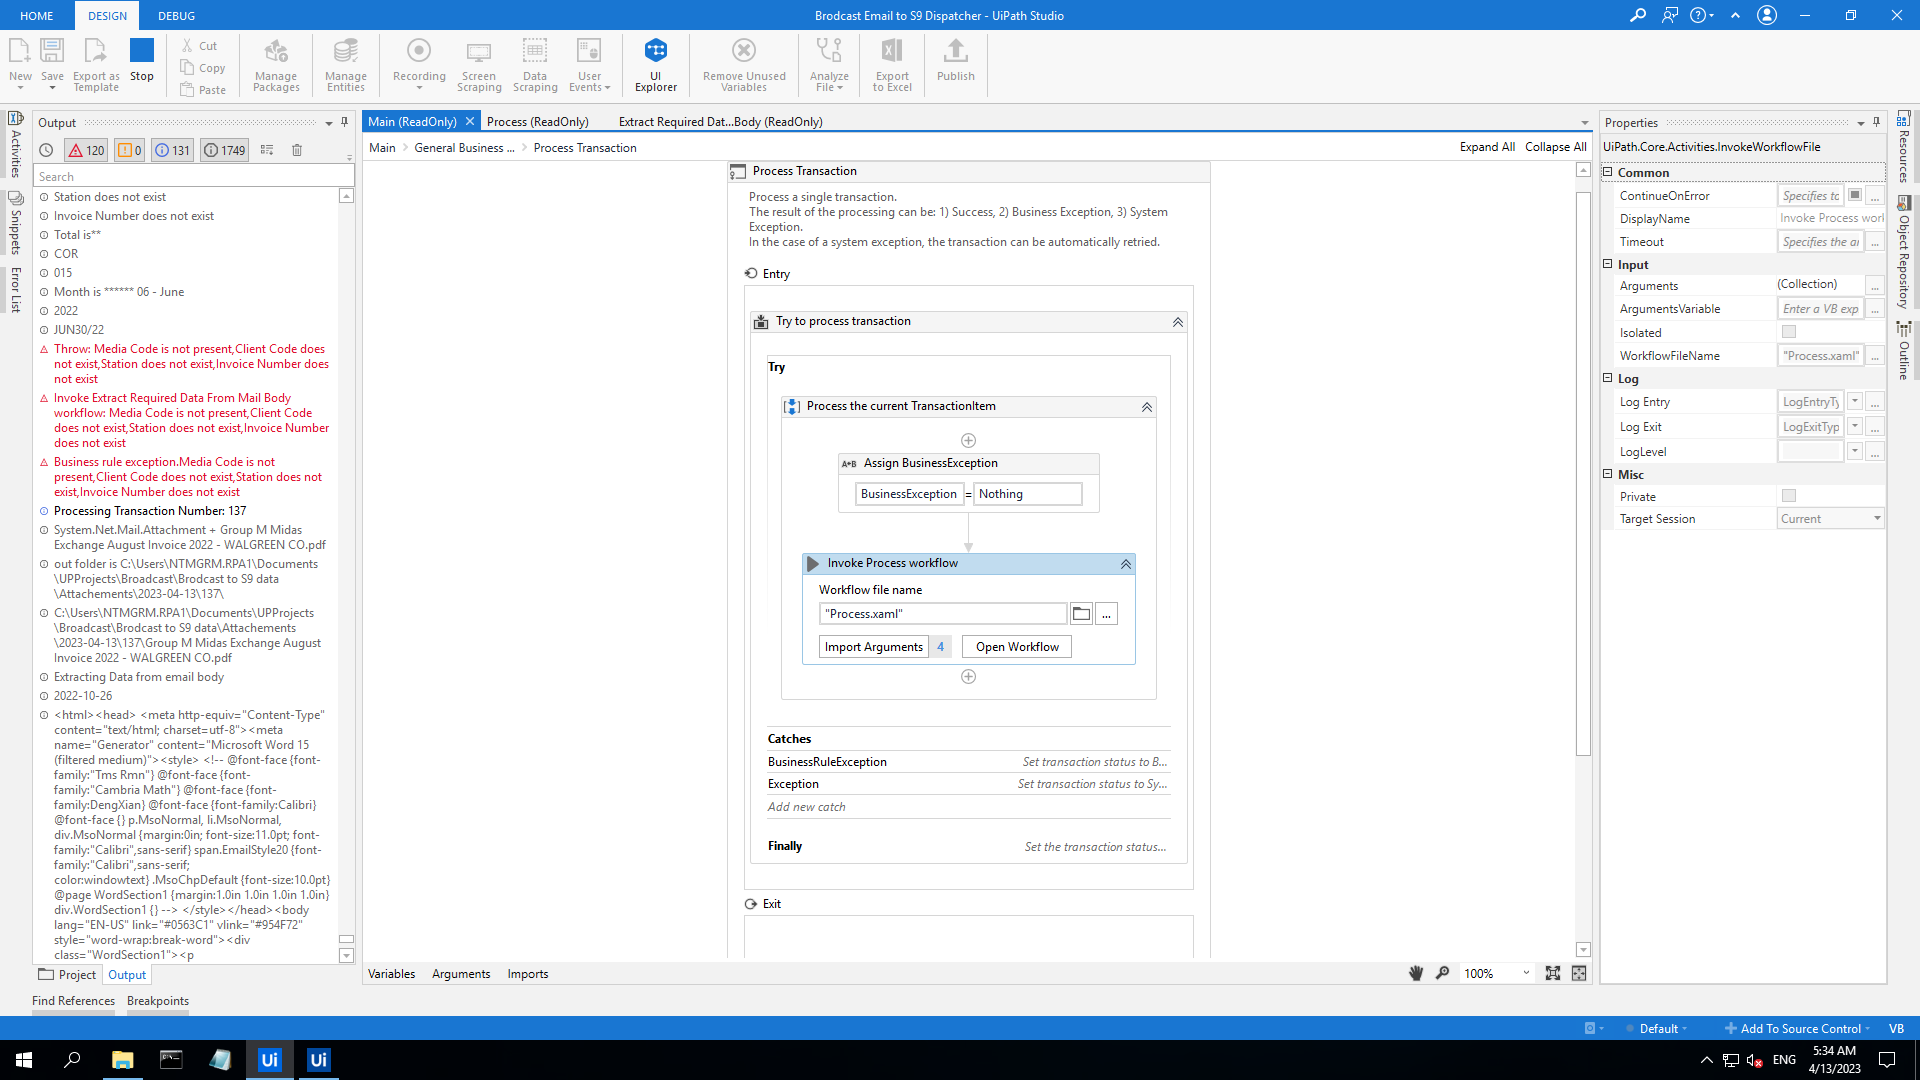 HOME
DESIGN
DEBUG
Brodcast Email to S9 Dispatcher - UiPath Studio
New
Save
Export as
Template
Stop
Cut
Copy
Paste
Manage
Packages
Manage
Entities
Recording
Screen
Scraping
Data
Scraping
User
Events
UI
Explorer
Remove Unused
Variables
Analyze
File
Export
to Excel
Publish
Activities
Snippets
Error List
Output
120
0
131
1749
Search
Station does not exist
Invoice Number does not exist
Total is**
COR
015
Month is ****** 06 - June
2022
JUN30/22
Throw: Media Code is not present,Client Code does
not exist,Station does not exist,Invoice Number does
not exist
Invoke Extract Required Data From Mail Body
workflow: Media Code is not present,Client Code
does not exist,Station does not exist,Invoice Number
does not exist
Business rule exception.Media Code is not
present,Client Code does not exist,Station does not
exist,Invoice Number does not exist
Processing Transaction Number: 137
System.Net.Mail.Attachment + Group M Midas
Exchange August Invoice 2022 - WALGREEN CO.pdf
out folder is C:\Users\NTMGRM.RPA1\Documents
\UPProjects\Broadcast\Brodcast to S9 data
\Attachements\2023-04-13\137\
C:\Users\NTMGRM.RPA1\Documents\UPProjects
\Broadcast\Brodcast to S9 data\Attachements
\2023-04-13\137\Group M Midas Exchange August
Invoice 2022 - WALGREEN CO.pdf
Extracting Data from email body
2022-10-26
<html><head> <meta http-equiv="Content-Type"
content="text/html; charset=utf-8"><meta
name="Generator" content="Microsoft Word 15
(filtered medium)"><style> <!-- @font-face {font-
family:"Tms Rmn"} @font-face {font-
family:"Cambria Math"} @font-face {font-
family:DengXian} @font-face {font-family:Calibri}
@font-face {} p.MsoNormal, li.MsoNormal,
div.MsoNormal {margin:0in; font-size:11.0pt; font-
family:"Calibri",sans-serif} span.EmailStyle20 {font-
family:"Calibri",sans-serif;
color:windowtext} .MsoChpDefault {font-size:10.0pt}
@page WordSection1 {margin:1.0in 1.0in 1.0in 1.0in}
div.WordSection1 {} --> </style></head><body
lang="EN-US" link="#0563C1" vlink="#954F72"
style="word-wrap:break-word"><div
class="WordSection1"><p
Project
Output
Find References
Breakpoints
Main (ReadOnly)
Process (ReadOnly)
Extract Required Dat...Body (ReadOnly)
Main
General Business ...
Process Transaction
Expand All
Collapse All
Process Transaction
Process a single transaction.
The result of the processing can be: 1) Success, 2) Business Exception, 3) System
Exception.
In the case of a system exception, the transaction can be automatically retried.
Entry
Try to process transaction
Try
Process the current TransactionItem
A*B Assign BusinessException
BusinessException = Nothing
Invoke Process workflow
Workflow file name
"Process.xaml"
...
Import Arguments
4
Open Workflow
Catches
BusinessRuleException
Set transaction status to B...
Exception
Set transaction status to Sy...
Add new catch
Finally
Set the transaction status...
Exit
Variables
Arguments
Imports
100%
Properties
UiPath.Core.Activities.InvokeWorkflowFile
Common
ContinueOnError
Specifies to
...
DisplayName
Invoke Process work
Timeout
Specifies the ar
...
Input
Arguments
(Collection)
...
ArgumentsVariable
Enter a VB exp
...
Isolated
WorkflowFileName
"Process.xaml"
...
Log
Log Entry
LogEntryTy
...
Log Exit
LogExitTyp
...
LogLevel
...
Misc
Private
Target Session
Current
Resources
Object Repository
Outline
Default
Add To Source Control
VB
Ui
Ui
ENG
5:34 AM
4/13/2023